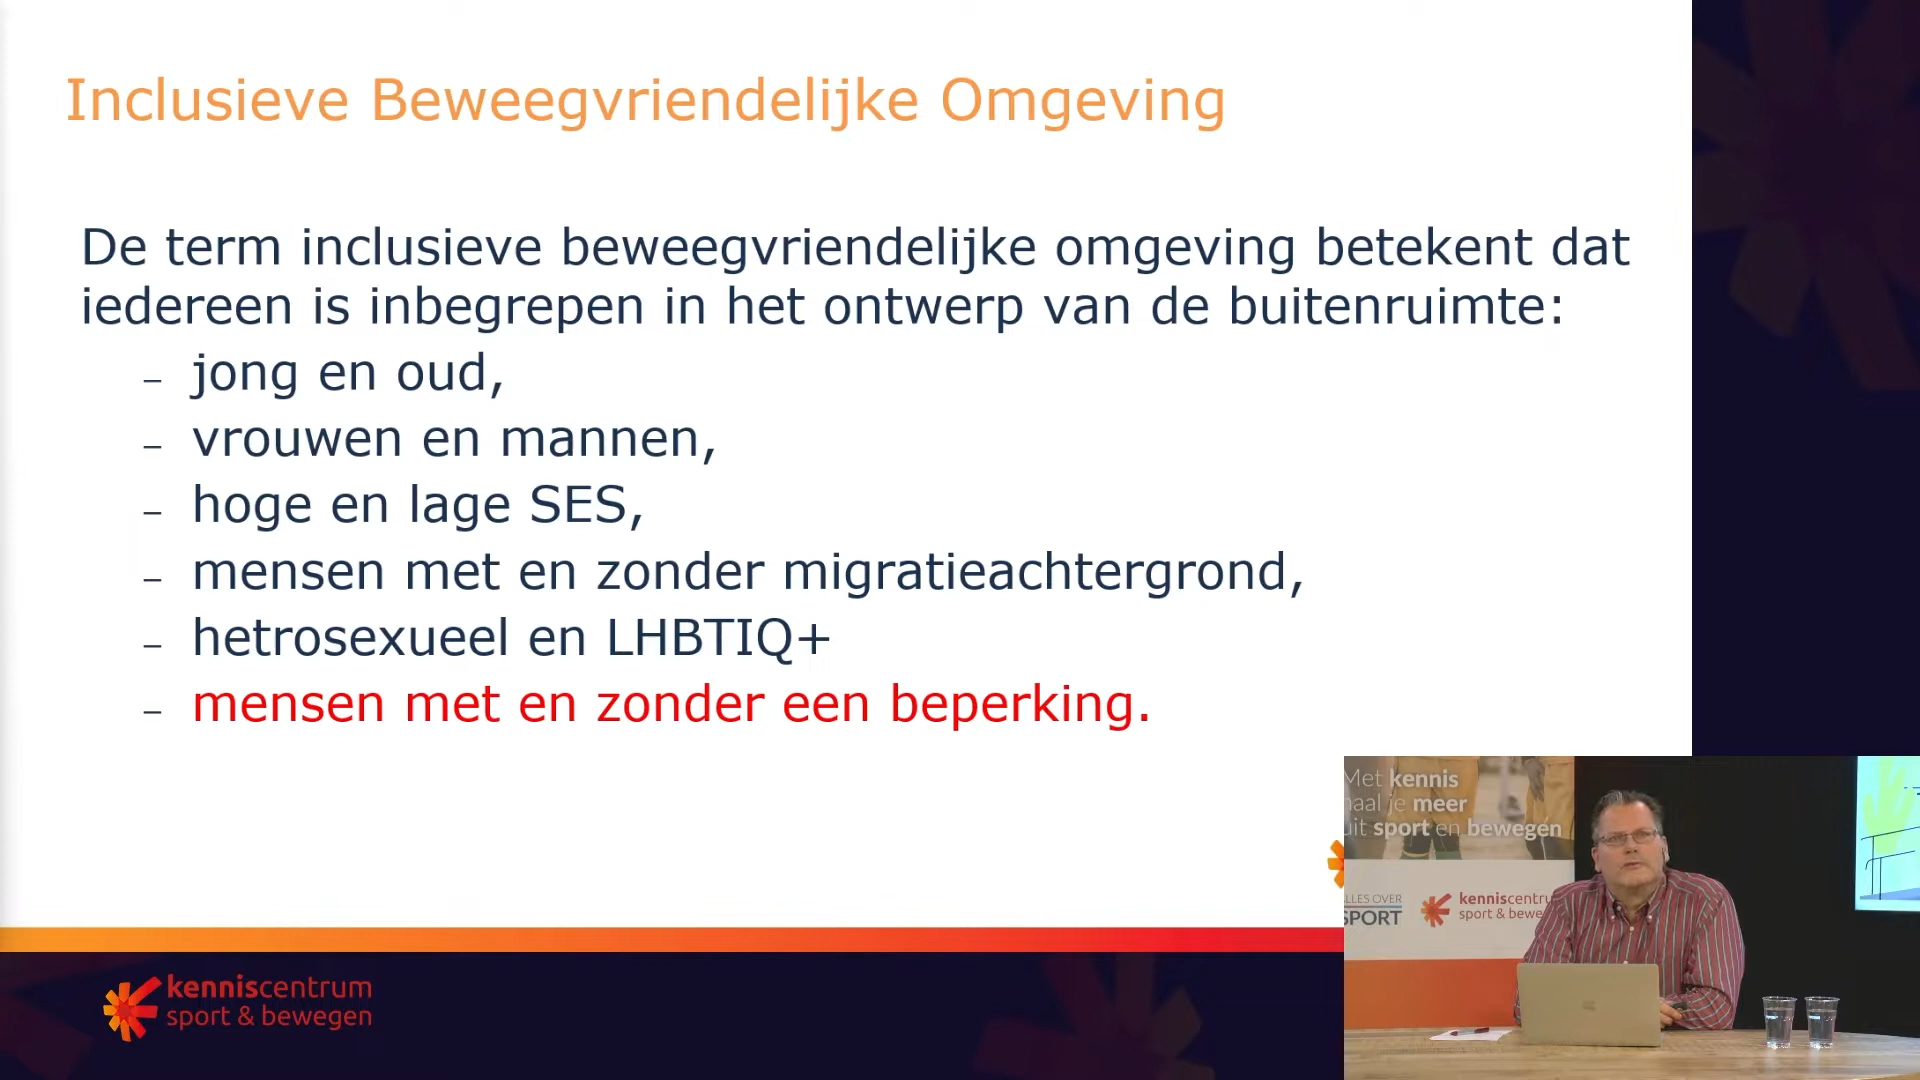 Inclusieve Beweegvriendelijke Omgeving
De term inclusieve beweegvriendelijke omgeving betekent dat
iedereen is inbegrepen in het ontwerp van de buitenruimte:
– jong en oud,
– vrouwen en mannen,
– hoge en lage SES,
– mensen met en zonder migratieachtergrond,
– hetrosexueel en LHBTIQ+
– mensen met en zonder een beperking.
Met kennis
haal je meer
uit sport en bewegen
ALLES OVER
SPORT
kenniscentru
sport & bewe
kenniscentrum
sport & bewegen